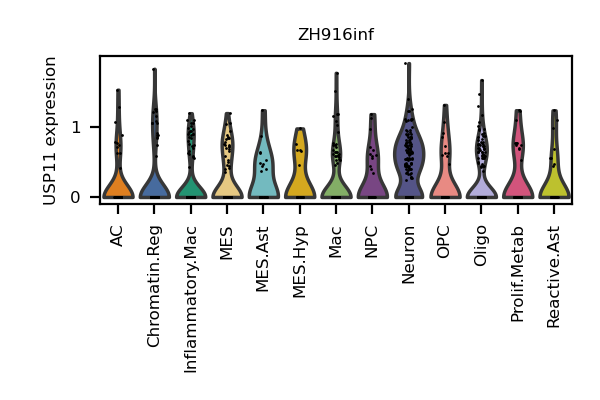 ZH916inf
USP11 expression
1
0
AC
Chromatin.Reg
Inflammatory.Mac
MES
MES.Ast
MES.Hyp
Mac
NPC
Neuron
OPC
Oligo
Prolif.Metab
Reactive.Ast